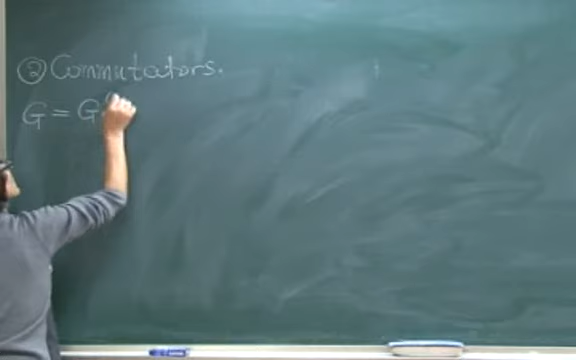 ② Commutators.
G = G